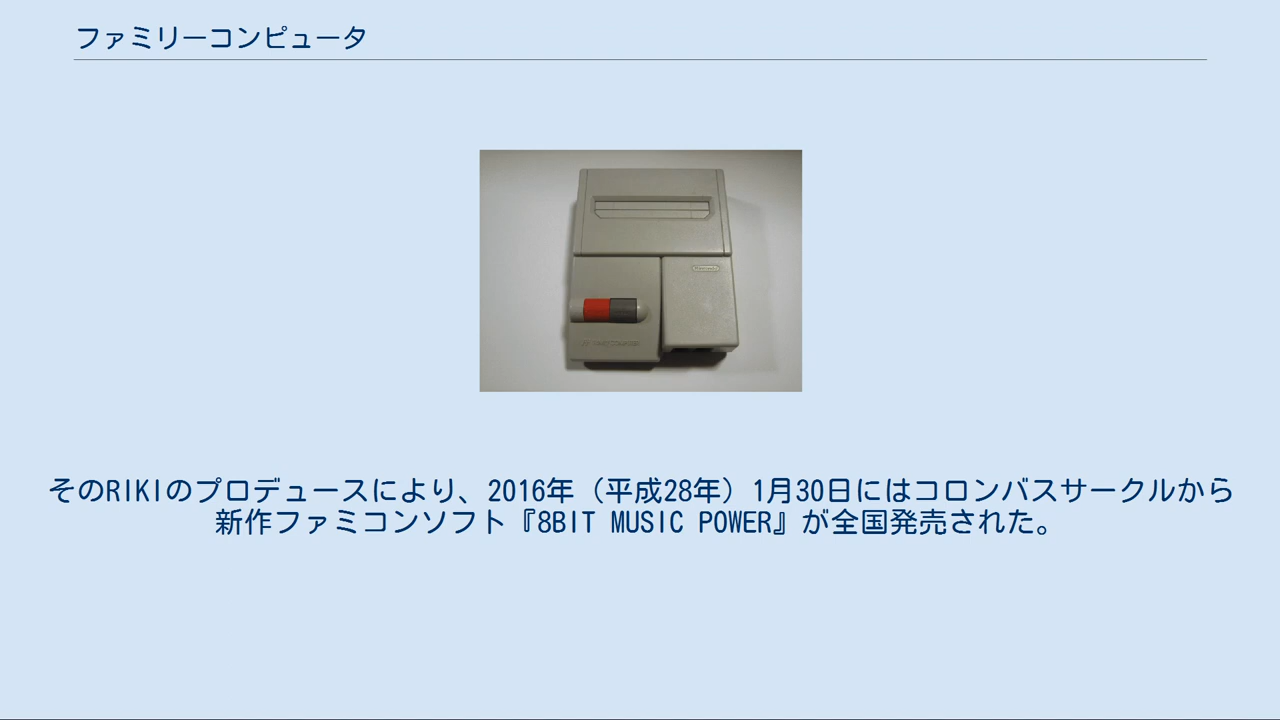 ファミリーコンピュータ
Nintendo
そのRIKIのプロデュースにより、2016年（平成28年）1月30日にはコロンバスサークルから
新作ファミコンソフト『8BIT MUSIC POWER』が全国発売された。